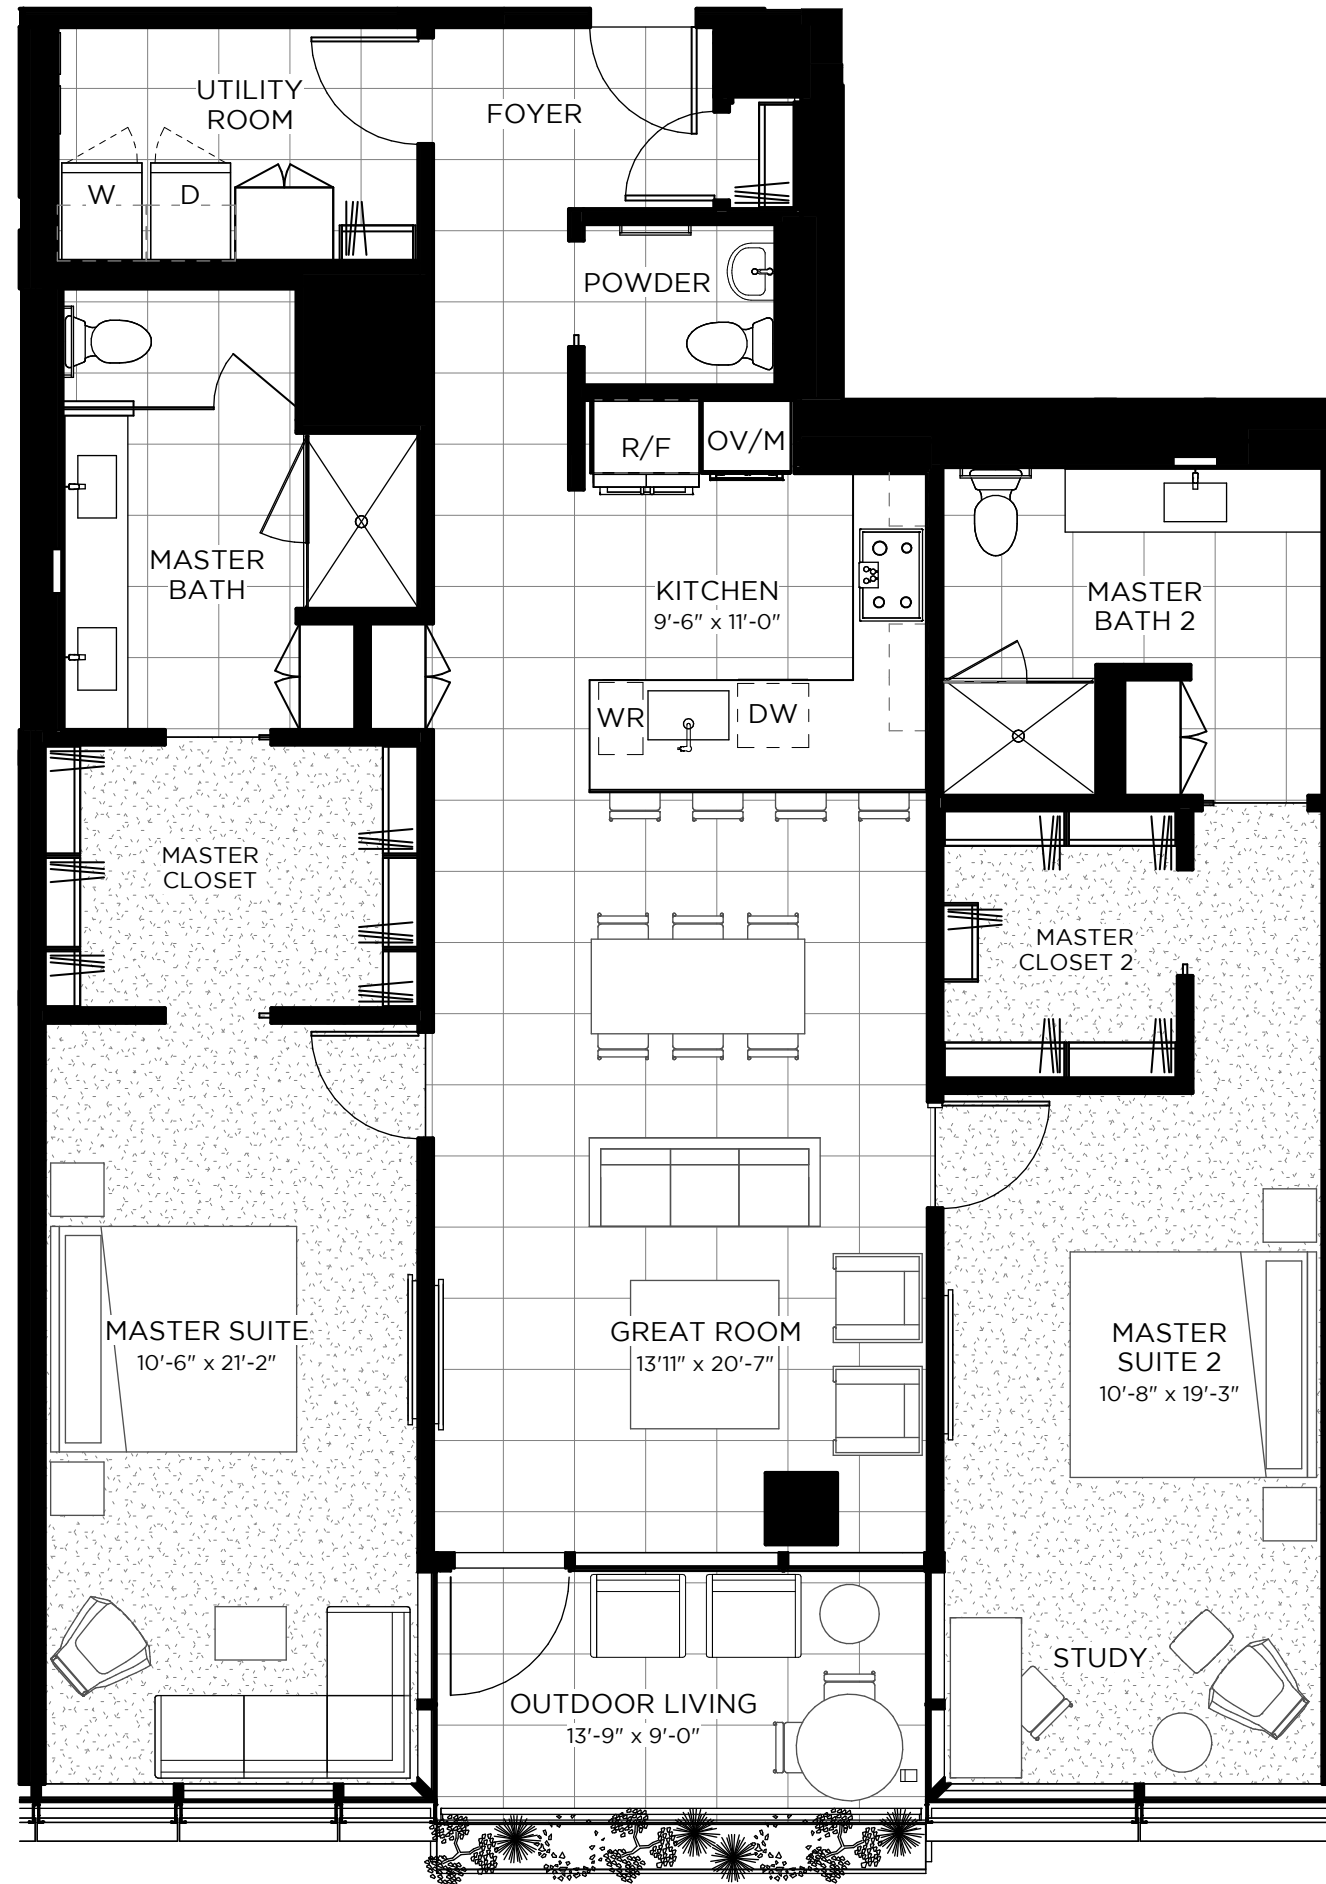 UTILITY
ROOM
FOYER
W
D
POWDER
R/F
OV/M
MASTER
BATH
KITCHEN
9'-6" x 11'-0"
MASTER
BATH 2
WR
DW
MASTER
CLOSET
MASTER
CLOSET 2
MASTER SUITE
10'-6" x 21'-2"
GREAT ROOM
13'11" x 20'-7"
MASTER
SUITE 2
10'-8" x 19'-3"
STUDY
OUTDOOR LIVING
13'-9" x 9'-0"